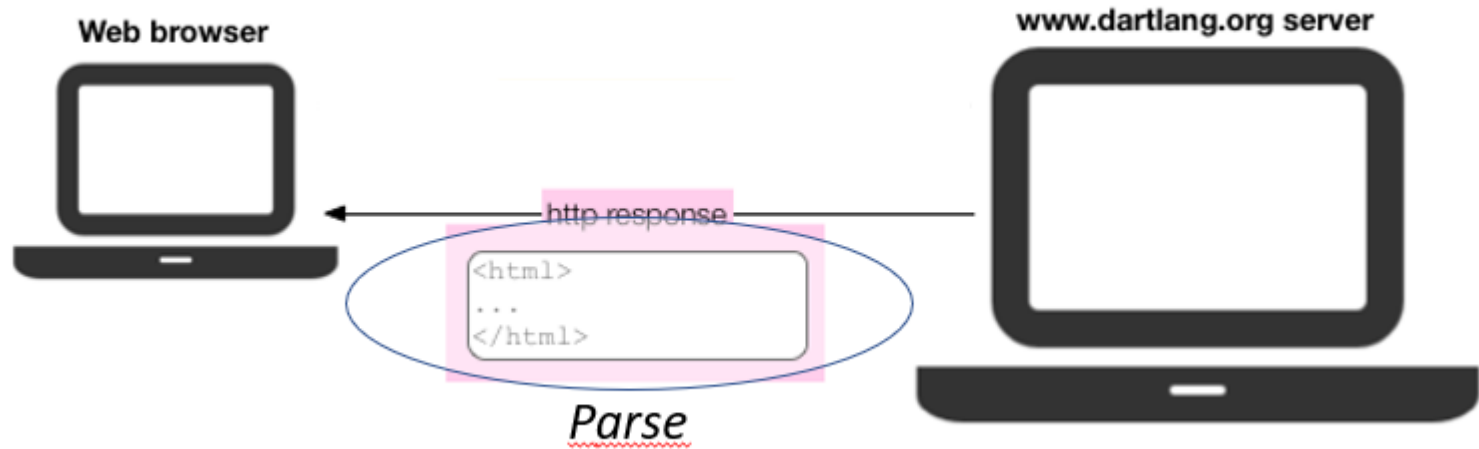 Web browser
www.dartlang.org server
http response
<html>
...
</html>
Parse